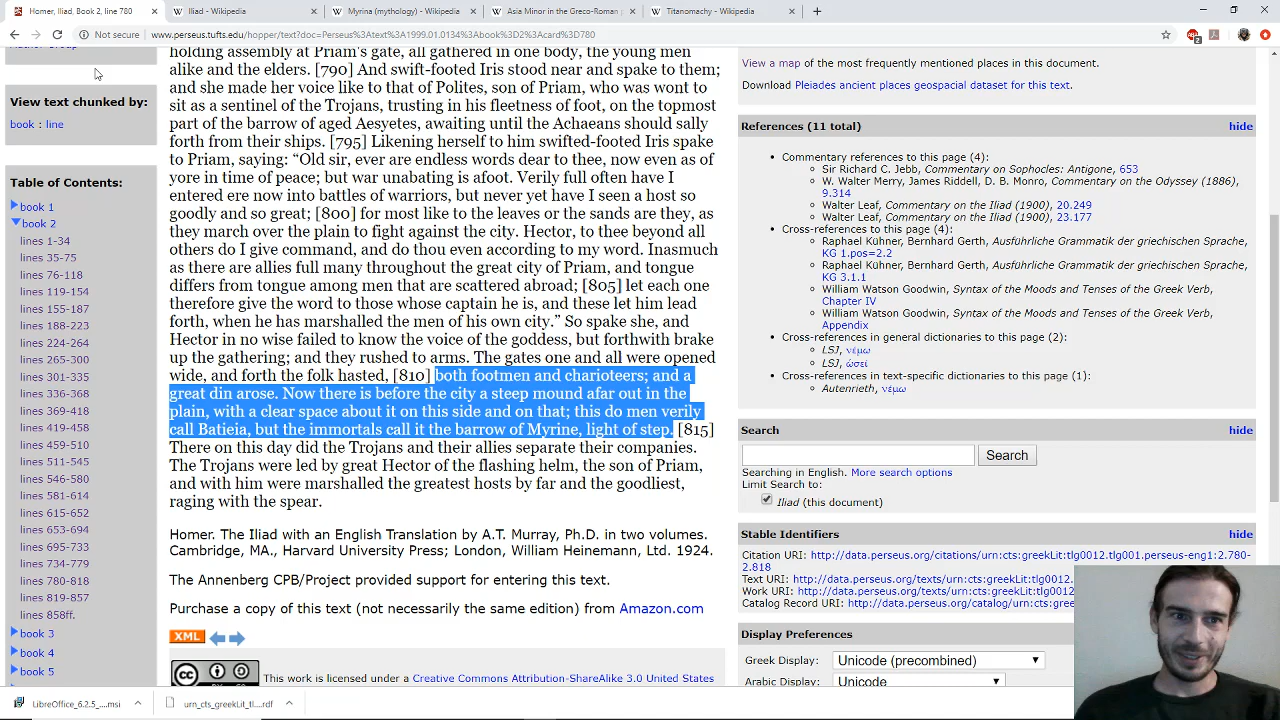 Homer, Iliad, Book 2, line 780
Iliad - Wikipedia
Myrina (mythology) - Wikipedia
Asia Minor in the Greco-Roman
Titanomachy - Wikipedia
Not secure
www.perseus.tufts.edu/hopper/text?doc=Perseus%3Atext%3A1999.01.0134%3Abook%3D2%3Acard%3D780
View text chunked by:
book : line
Table of Contents:
book 1
book 2
lines 1-34
lines 35-75
lines 76-118
lines 119-154
lines 155-187
lines 188-223
lines 224-264
lines 265-300
lines 301-335
lines 336-368
lines 369-418
lines 419-458
lines 459-510
lines 511-545
lines 546-580
lines 581-614
lines 615-652
lines 653-694
lines 695-733
lines 734-779
lines 780-818
lines 819-857
lines 858ff.
book 3
book 4
book 5
holding assembly at Priam's gate, all gathered in one body, the young men
alike and the elders. [790] And swift-footed Iris stood near and spake to them;
and she made her voice like to that of Polites, son of Priam, who was wont to
sit as a sentinel of the Trojans, trusting in his fleetness of foot, on the topmost
part of the barrow of aged Aesyetes, awaiting until the Achaeans should sally
forth from their ships. [795] Likening herself to him swifted-footed Iris spake
to Priam, saying: “Old sir, ever are endless words dear to thee, now even as of
yore in time of peace; but war unabating is afoot. Verily full often have I
entered ere now into battles of warriors, but never yet have I seen a host so
goodly and so great; [800] for most like to the leaves or the sands are they, as
they march over the plain to fight against the city. Hector, to thee beyond all
others do I give command, and do thou even according to my word. Inasmuch
as there are allies full many throughout the great city of Priam, and tongue
differs from tongue among men that are scattered abroad; [805] let each one
therefore give the word to those whose captain he is, and these let him lead
forth, when he has marshalled the men of his own city.” So spake she, and
Hector in no wise failed to know the voice of the goddess, but forthwith brake
up the gathering; and they rushed to arms. The gates one and all were opened
wide, and forth the folk hasted, [810] both footmen and charioteers; and a
great din arose. Now there is before the city a steep mound afar out in the
plain, with a clear space about it on this side and on that; this do men verily
call Batieia, but the immortals call it the barrow of Myrine, light of step. [815]
There on this day did the Trojans and their allies separate their companies.
The Trojans were led by great Hector of the flashing helm, the son of Priam,
and with him were marshalled the greatest hosts by far and the goodliest,
raging with the spear.
Homer. The Iliad with an English Translation by A.T. Murray, Ph.D. in two volumes.
Cambridge, MA., Harvard University Press; London, William Heinemann, Ltd. 1924.
The Annenberg CPB/Project provided support for entering this text.
Purchase a copy of this text (not necessarily the same edition) from Amazon.com
XML
This work is licensed under a Creative Commons Attribution-ShareAlike 3.0 United States
View a map of the most frequently mentioned places in this document.
Download Pleiades ancient places geospacial dataset for this text.
References (11 total)
hide
Commentary references to this page (4):
Sir Richard C. Jebb, Commentary on Sophocles: Antigone, 653
W. Walter Merry, James Riddell, D. B. Monro, Commentary on the Odyssey (1886),
9.314
Walter Leaf, Commentary on the Iliad (1900), 20.249
Walter Leaf, Commentary on the Iliad (1900), 23.177
Cross-references to this page (4):
Raphael Kühner, Bernhard Gerth, Ausführliche Grammatik der griechischen Sprache,
KG 1.pos=2.2
Raphael Kühner, Bernhard Gerth, Ausführliche Grammatik der griechischen Sprache,
KG 3.1.1
William Watson Goodwin, Syntax of the Moods and Tenses of the Greek Verb,
Chapter IV
William Watson Goodwin, Syntax of the Moods and Tenses of the Greek Verb,
Appendix
Cross-references in general dictionaries to this page (2):
LSJ, νέμω
LSJ, ὡσεί
Cross-references in text-specific dictionaries to this page (1):
Autenrieth, νέμω
Search
hide
Search
Searching in English. More search options
Limit Search to:
Iliad (this document)
Stable Identifiers
hide
Citation URI: http://data.perseus.org/citations/urn:cts:greekLit:tlg0012.tlg001.perseus-eng1:2.780-
2.818
Text URI: http://data.perseus.org/texts/urn:cts:greekLit:tlg0012.
Work URI: http://data.perseus.org/texts/urn:cts:greekLit:tlg0012.
Catalog Record URI: http://data.perseus.org/catalog/urn:cts:gre
Display Preferences
Greek Display:
Unicode (precombined)
Arabic Display:
Unicode
LibreOffice_6.2.5_....msi
urn_cts_greekLit_tl....rdf